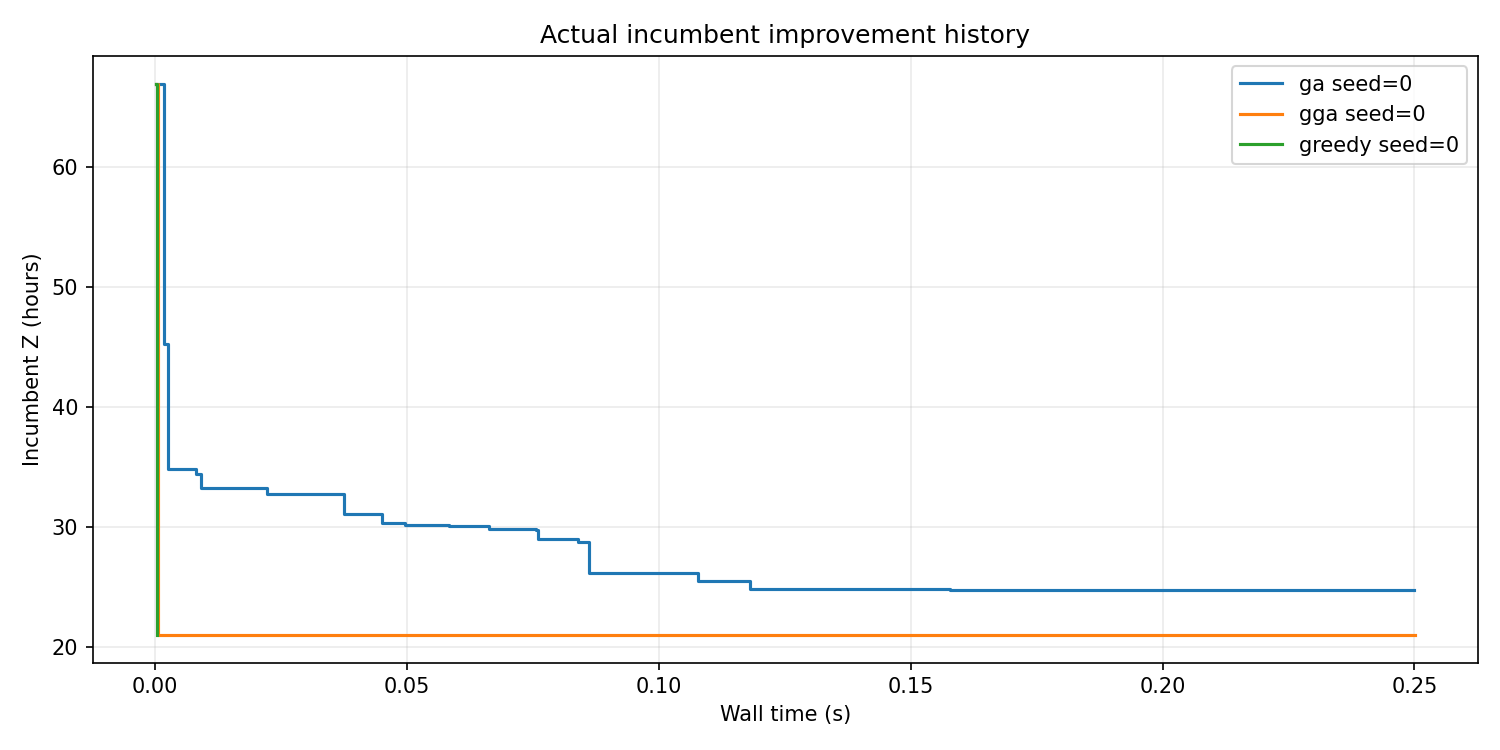 Actual incumbent improvement history
ga seed=0
gga seed=0
greedy seed=0
Incumbent Z (hours)
60
50
40
30
20
0.00 0.05 0.10 0.15 0.20 0.25
Wall time (s)